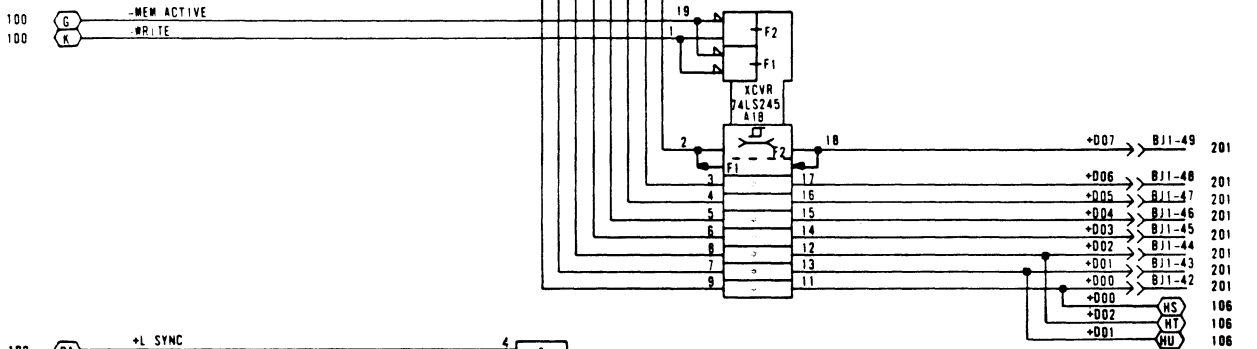 100 G -MEM ACTIVE 19
100 K -WRITE 1
F2
F1
XCVR
74LS245
A18
2 18 +D07 BJ1-49 201
F2
F1
3 17 +D06 BJ1-48 201
4 16 +D05 BJ1-47 201
5 15 +D04 BJ1-46 201
6 14 +D03 BJ1-45 201
8 12 +D02 BJ1-44 201
7 13 +D01 BJ1-43 201
9 11 +D00 BJ1-42 201
+D00 HS 106
+D02 HT 106
+D01 HU 106
+L SYNC 4